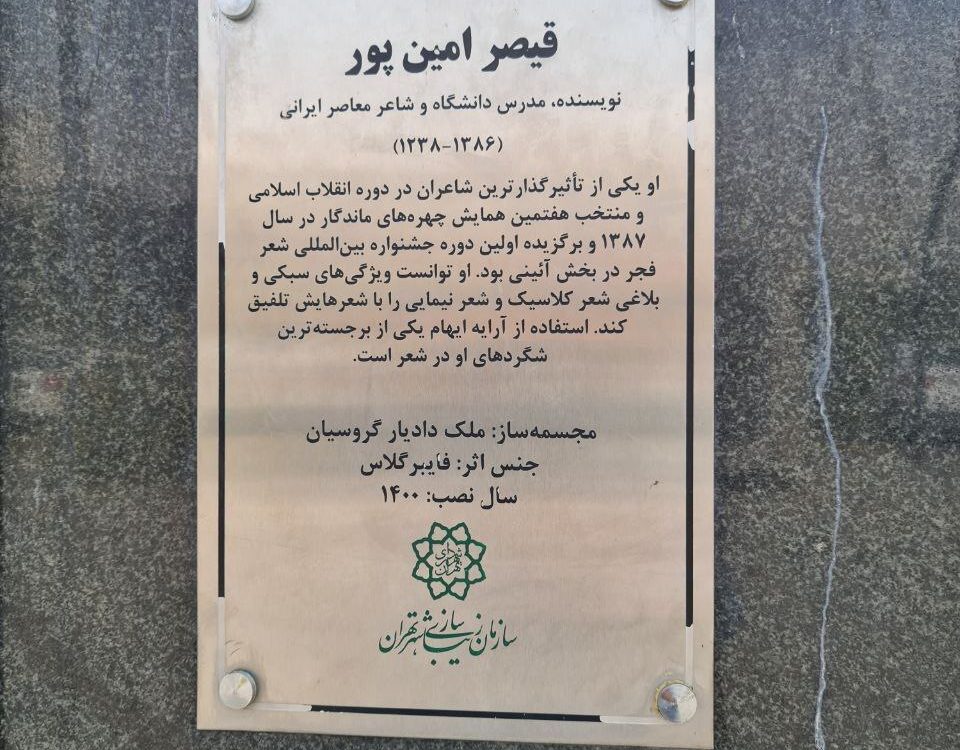 قیصر امین پور
نویسنده، مدرس دانشگاه و شاعر معاصر ایرانی
(۱۲۳۸-۱۳۸۶)
او یکی از تأثیرگذارترین شاعران در دوره انقلاب اسلامی
و منتخب هفتمین همایش چهره‌های ماندگار در سال
۱۳۸۷ و برگزیده اولین دوره جشنواره بین‌المللی شعر
فجر در بخش آئینی بود. او توانست ویژگی‌های سبکی و
بلاغی شعر کلاسیک و شعر نیمایی را با شعرهایش تلفیق
کند. استفاده از آرایه ایهام یکی از برجسته‌ترین
شگردهای او در شعر است.
مجسمه‌ساز: ملک دادیار گروسیان
جنس اثر: فایبرگلاس
سال نصب: ۱۴۰۰
شهرداری
تهران
سازمان زیباسازی شهر تهران